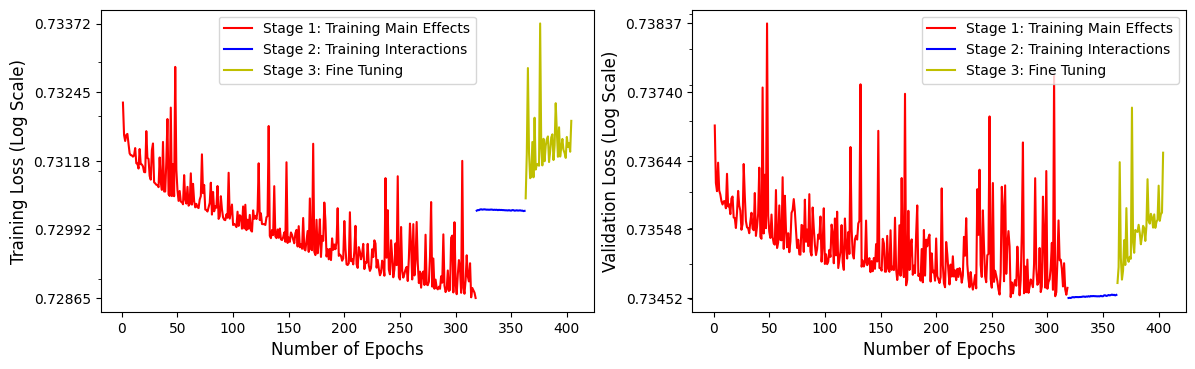 Training Loss (Log Scale)
0.73372
0.73245
0.73118
0.72992
0.72865
Stage 1: Training Main Effects
Stage 2: Training Interactions
Stage 3: Fine Tuning
0 50 100 150 200 250 300 350 400
Number of Epochs
Validation Loss (Log Scale)
0.73837
0.73740
0.73644
0.73548
0.73452
Stage 1: Training Main Effects
Stage 2: Training Interactions
Stage 3: Fine Tuning
0 50 100 150 200 250 300 350 400
Number of Epochs